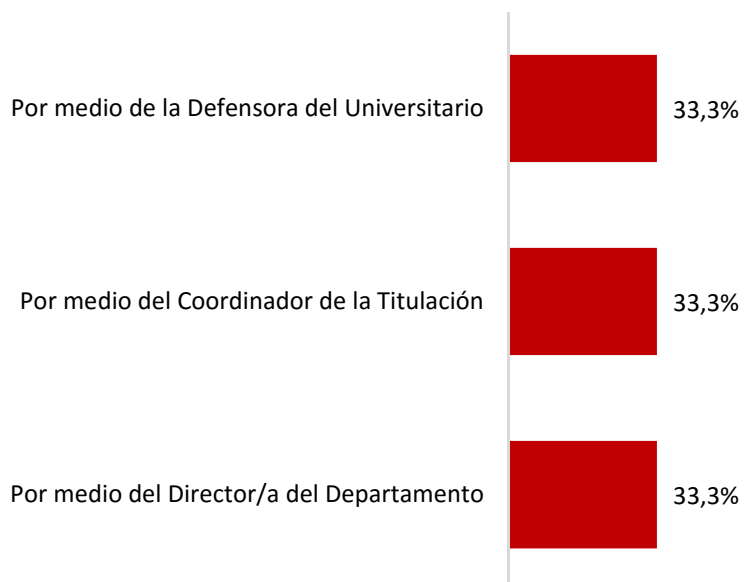 Por medio de la Defensora del Universitario
33,3%
Por medio del Coordinador de la Titulación
33,3%
Por medio del Director/a del Departamento
33,3%